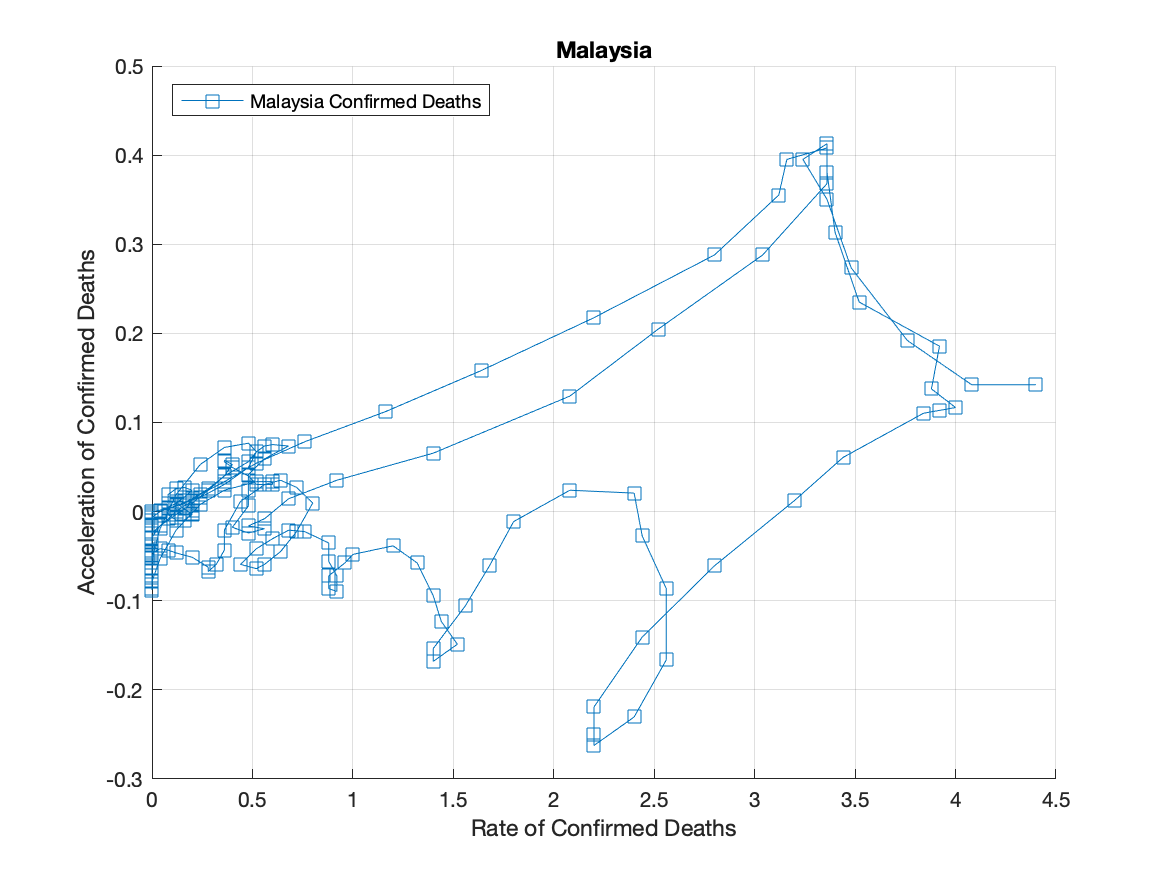 Malaysia
0.5
Malaysia Confirmed Deaths
0.4
0.3
0.2
0.1
0
-0.1
-0.2
-0.3
Acceleration of Confirmed Deaths
0 0.5 1 1.5 2 2.5 3 3.5 4 4.5
Rate of Confirmed Deaths